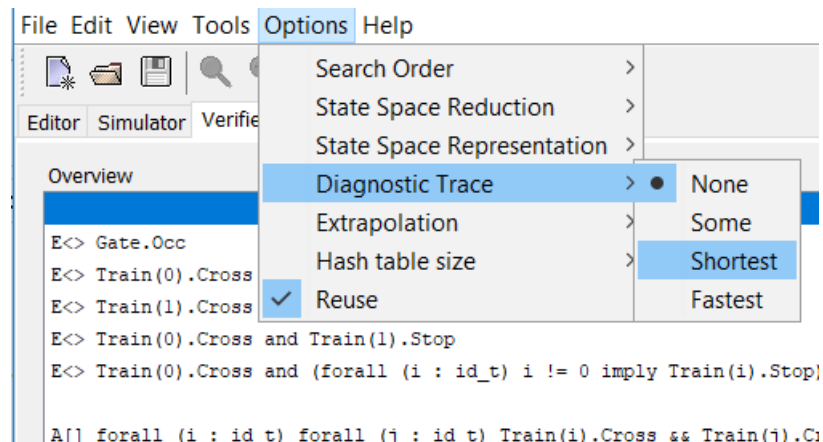 File Edit View Tools Options Help
Editor Simulator Verifie
Overview
Search Order
State Space Reduction
State Space Representation
Diagnostic Trace
Extrapolation
Hash table size
Reuse
None
Some
Shortest
Fastest
E<> Gate.Occ
E<> Train(0).Cross
E<> Train(1).Cross
E<> Train(0).Cross and Train(1).Stop
E<> Train(0).Cross and (forall (i : id_t) i != 0 imply Train(i).Stop)
A[] forall (i : id_t) forall (j : id_t) Train(i).Cross && Train(j).Cr